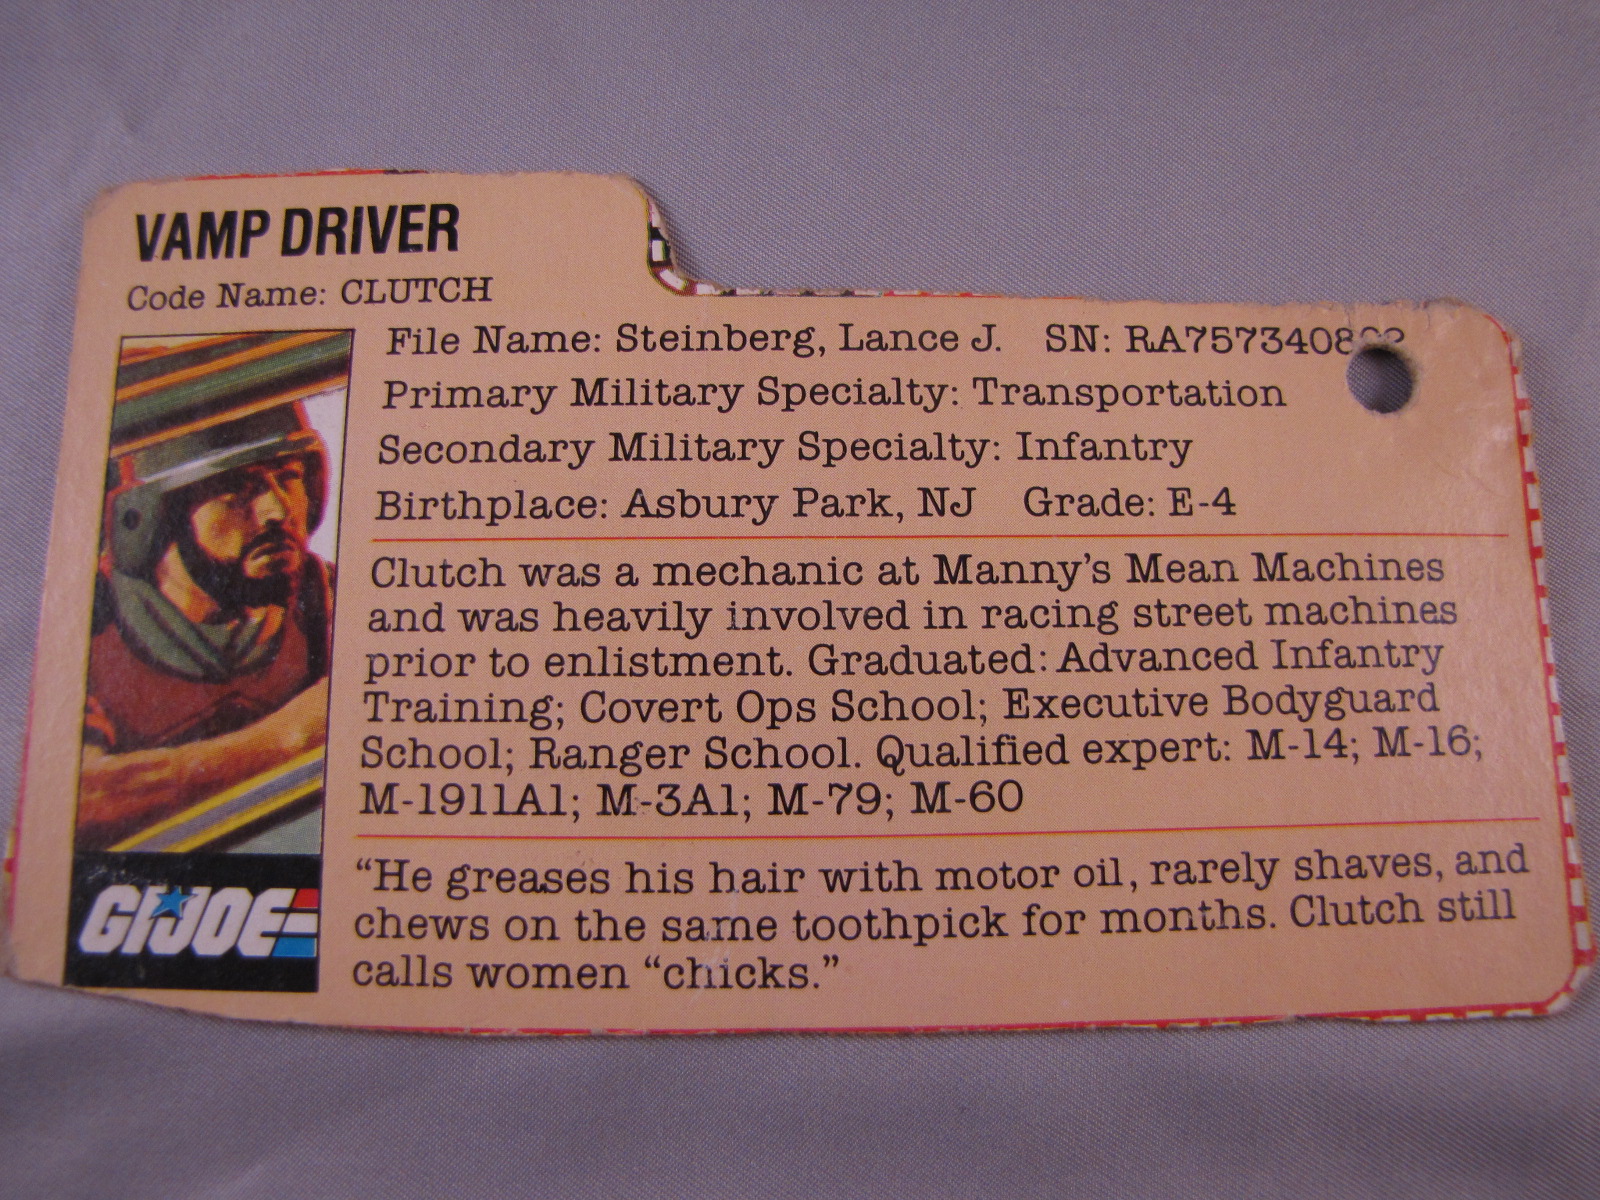 VAMP DRIVER
Code Name: CLUTCH
File Name: Steinberg, Lance J. SN:
Primary Military Specialty: Transportation
Secondary Military Specialty: Infantry
Birthplace: Asbury Park, NJ Grade: E-4
Clutch was a mechanic at Manny's Mean Machines
and was heavily involved in racing street machines
prior to enlistment. Graduated: Advanced Infantry
Training; Covert Ops School; Executive Bodyguard
School; Ranger School. Qualified expert: M-14; M-16;
M-1911A1; M-3A1; M-79; M-60
"He greases his hair with motor oil, rarely shaves, and
chews on the same toothpick for months. Clutch still
calls women "chicks."
GI JOE